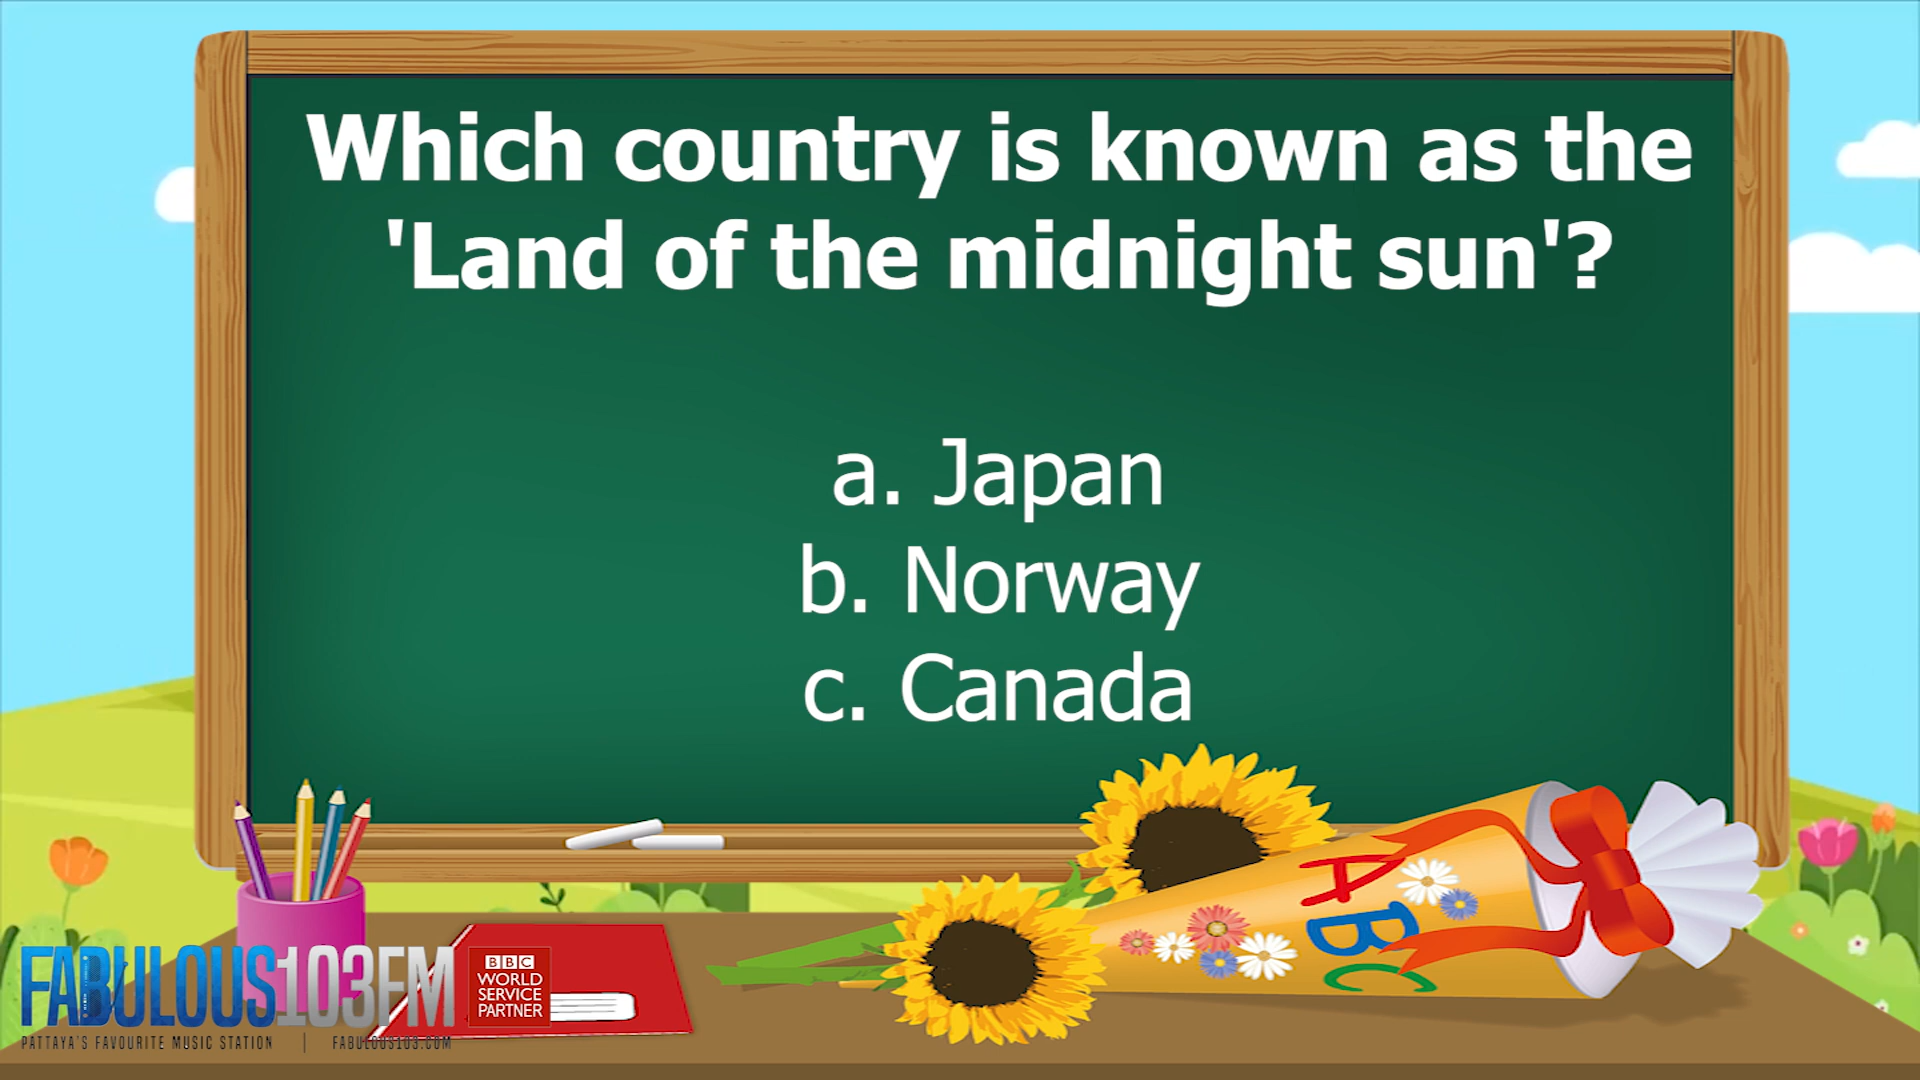 Which country is known as the
'Land of the midnight sun'?
a. Japan
b. Norway
c. Canada
ABC
FABULOUS103FM
PATTAYA'S FAVOURITE MUSIC STATION | FABULOUS103.COM
BBC
WORLD
SERVICE
PARTNER